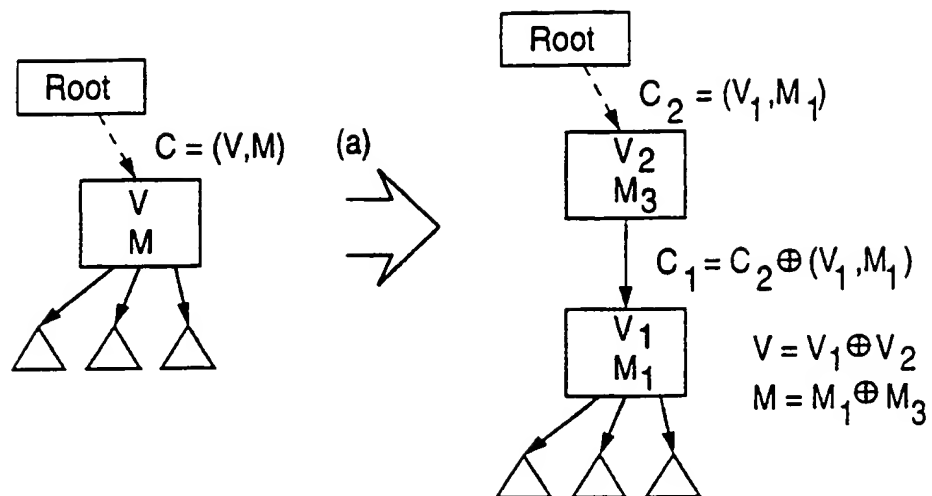 Root
C = (V,M)
V
M
(a)
Root
C₂ = (V₁,M₁)
V₂
M₃
C₁ = C₂ ⊕ (V₁,M₁)
V₁
M₁
V = V₁ ⊕ V₂
M = M₁ ⊕ M₃